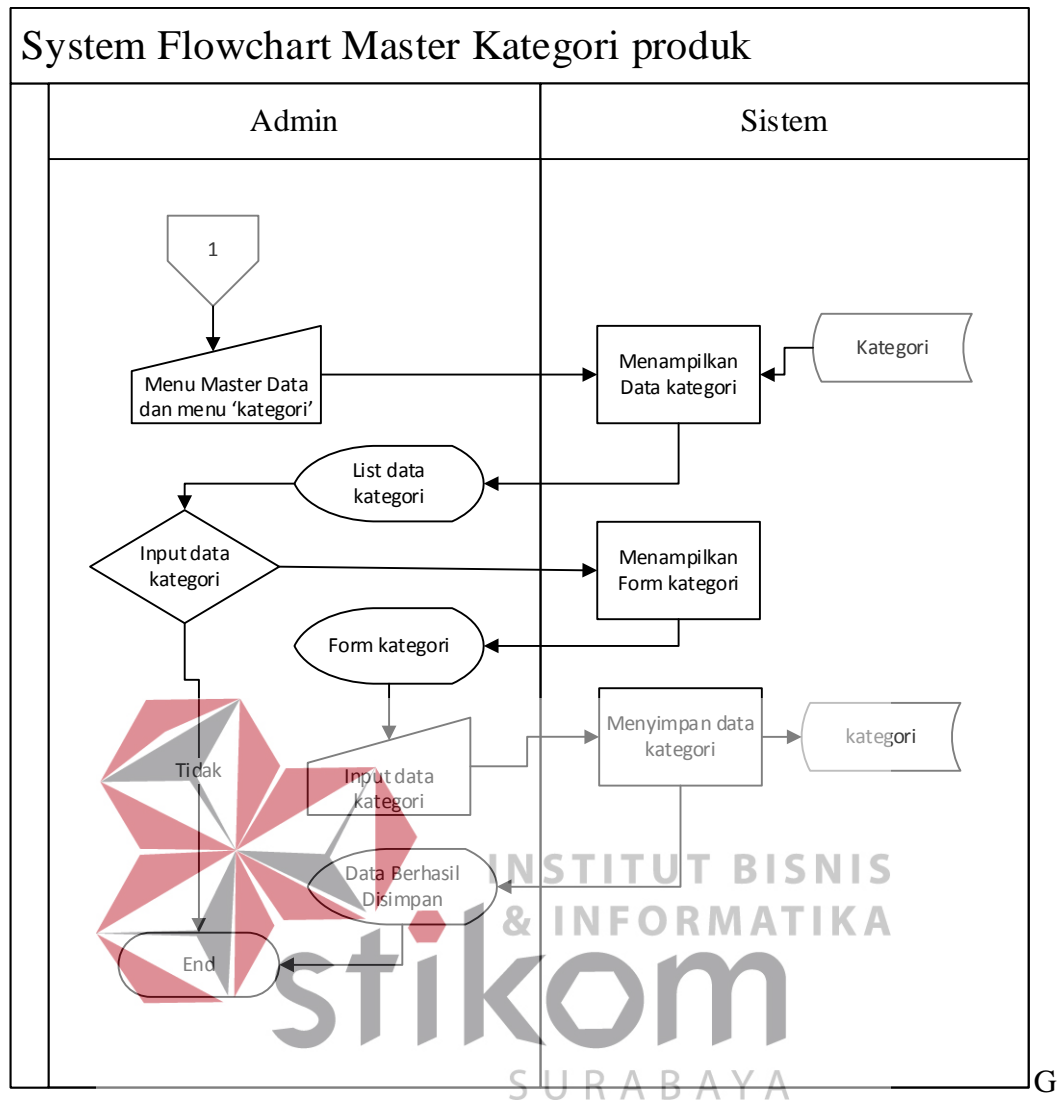 System Flowchart Master Kategori produk
Admin
Sistem
1
Menu Master Data
dan menu ‘kategori’
Menampilkan
Data kategori
Kategori
List data
kategori
Input data
kategori
Menampilkan
Form kategori
Form kategori
Tidak
Input data
kategori
Menyimpan data
kategori
kategori
Data Berhasil
Disimpan
End
INSTITUT BISNIS
& INFORMATIKA
stikom
SURABAYA
G